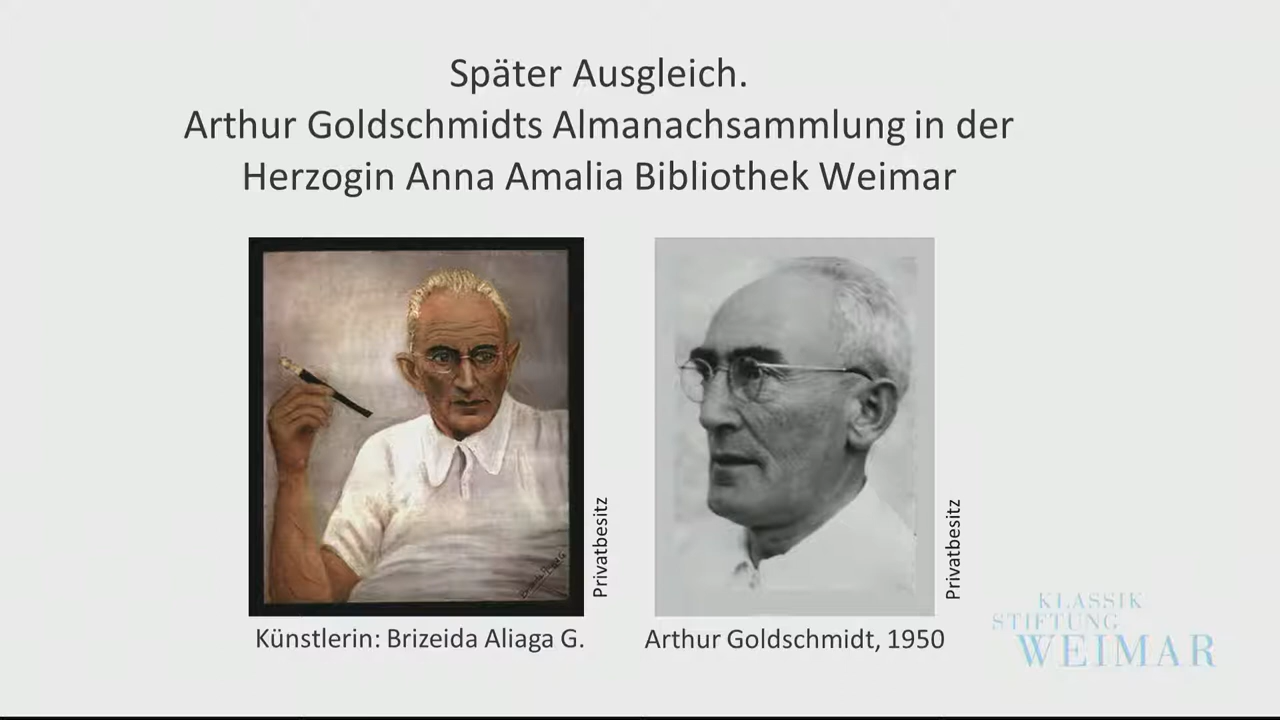 Später Ausgleich.
Arthur Goldschmidts Almanachsammlung in der
Herzogin Anna Amalia Bibliothek Weimar
Privatbesitz
Privatbesitz
Künstlerin: Brizeida Aliaga G.
Arthur Goldschmidt, 1950
KLASSIK
STIFTUNG
WEIMAR